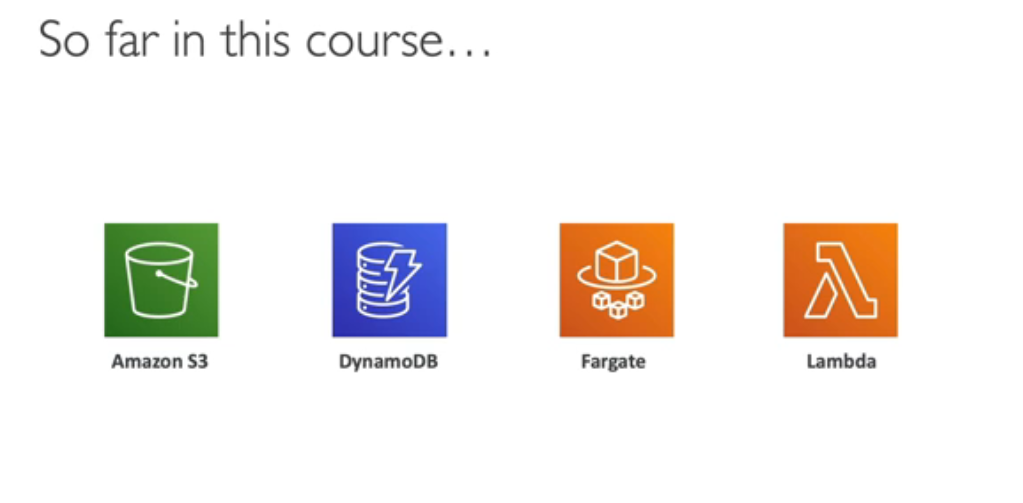 So far in this course...
Amazon S3
DynamoDB
Fargate
Lambda